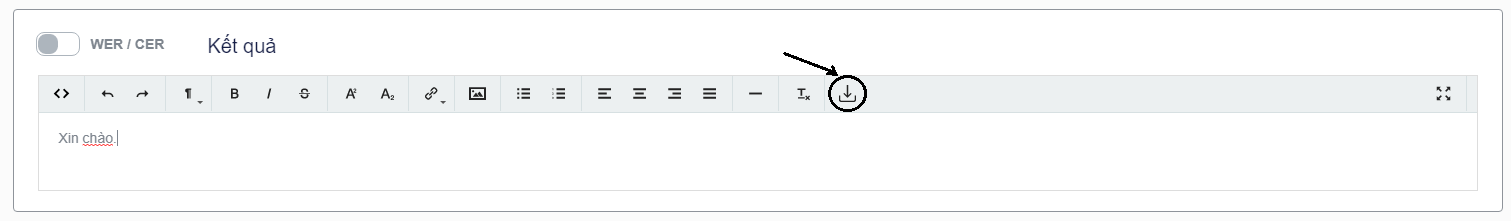 WER / CER
Kết quả
Xin chào.